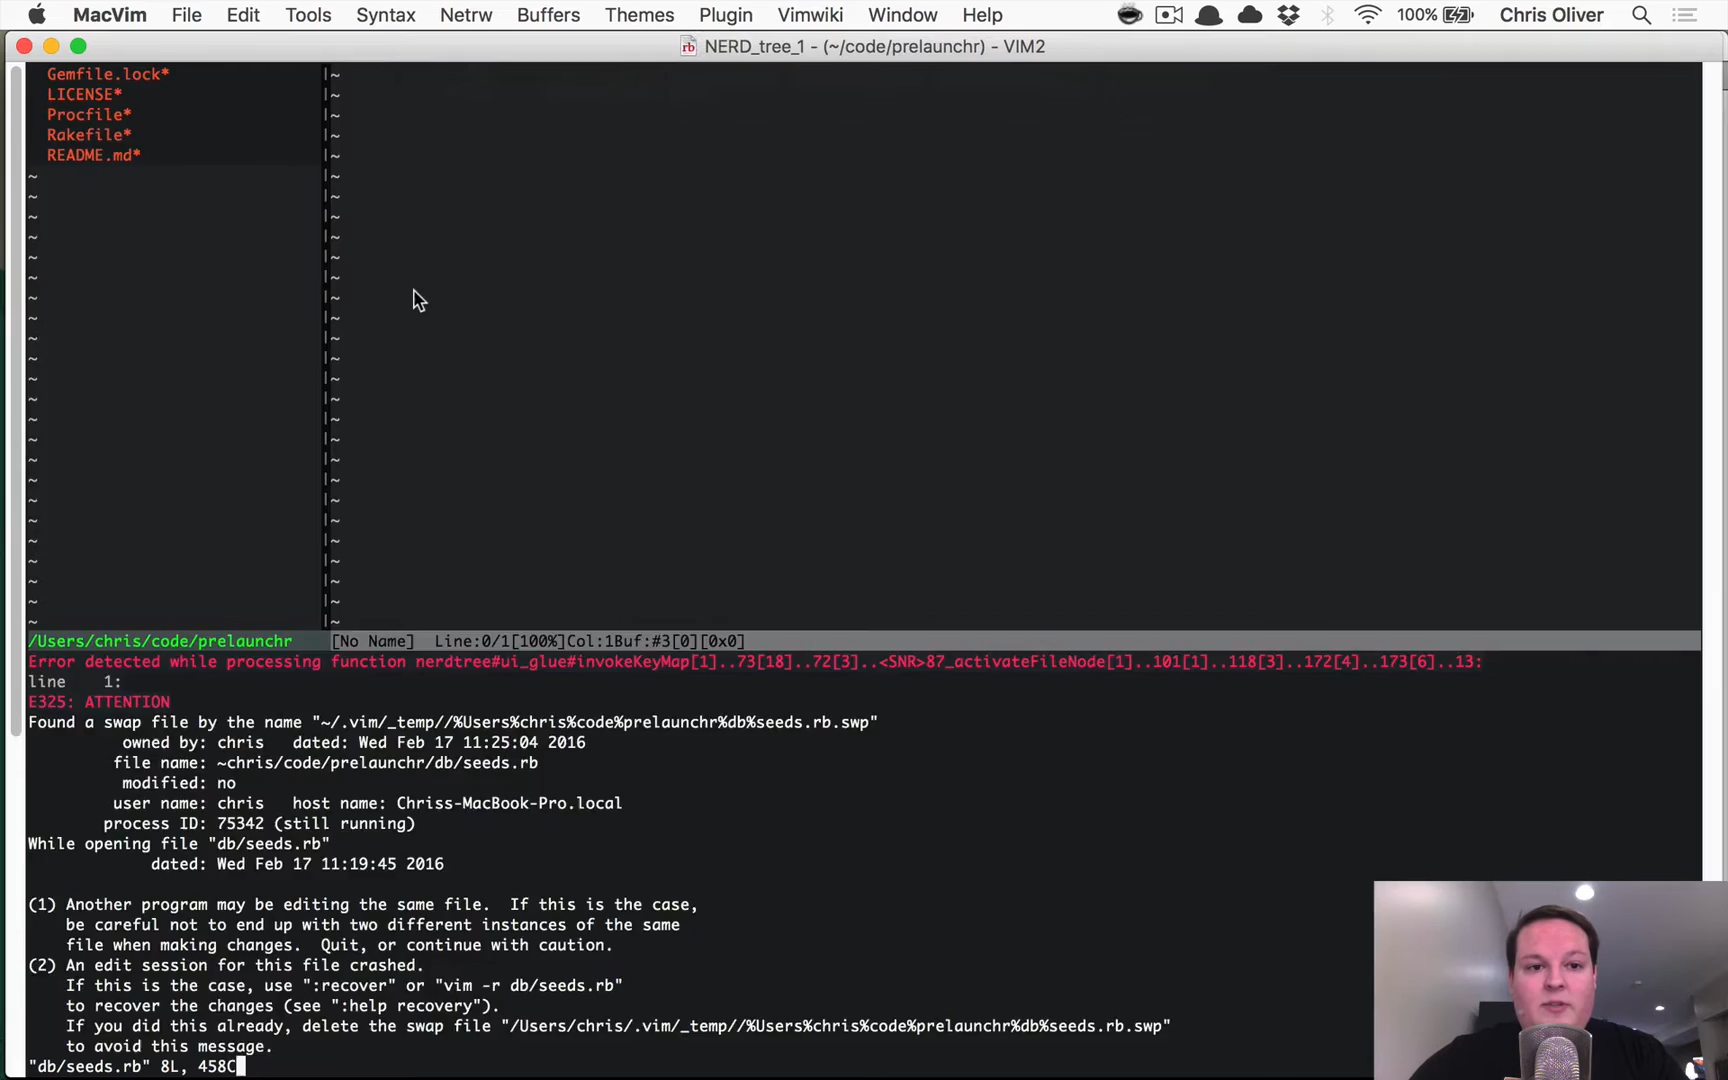 MacVim File Edit Tools Syntax Netrw Buffers Themes Plugin Vimwiki Window Help 100% Chris Oliver
NERD_tree_1 - (~/code/prelaunchr) - VIM2
Gemfile.lock*
LICENSE*
Procfile*
Rakefile*
README.md*
/Users/chris/code/prelaunchr [No Name] Line:0/1[100%]Col:1Buf:#3[0][0x0]
Error detected while processing function nerdtree#ui_glue#invokeKeyMap[1]..73[18]..72[3]..<SNR>87_activateFileNode[1]..101[1]..118[3]..172[4]..173[6]..13:
line 1:
E325: ATTENTION
Found a swap file by the name "~/.vim/_temp//%Users%chris%code%prelaunchr%db%seeds.rb.swp"
owned by: chris dated: Wed Feb 17 11:25:04 2016
file name: ~chris/code/prelaunchr/db/seeds.rb
modified: no
user name: chris host name: Chriss-MacBook-Pro.local
process ID: 75342 (still running)
While opening file "db/seeds.rb"
dated: Wed Feb 17 11:19:45 2016
(1) Another program may be editing the same file. If this is the case,
be careful not to end up with two different instances of the same
file when making changes. Quit, or continue with caution.
(2) An edit session for this file crashed.
If this is the case, use ":recover" or "vim -r db/seeds.rb"
to recover the changes (see ":help recovery").
If you did this already, delete the swap file "/Users/chris/.vim/_temp//%Users%chris%code%prelaunchr%db%seeds.rb.swp"
to avoid this message.
"db/seeds.rb" 8L, 458C